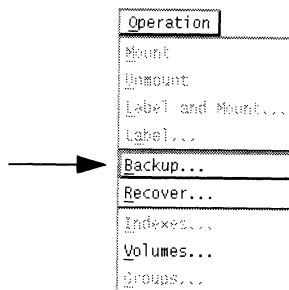 Operation
Mount
Unmount
Label and Mount...
Label...
Backup...
Recover...
Indexes...
Volumes...
Groups...